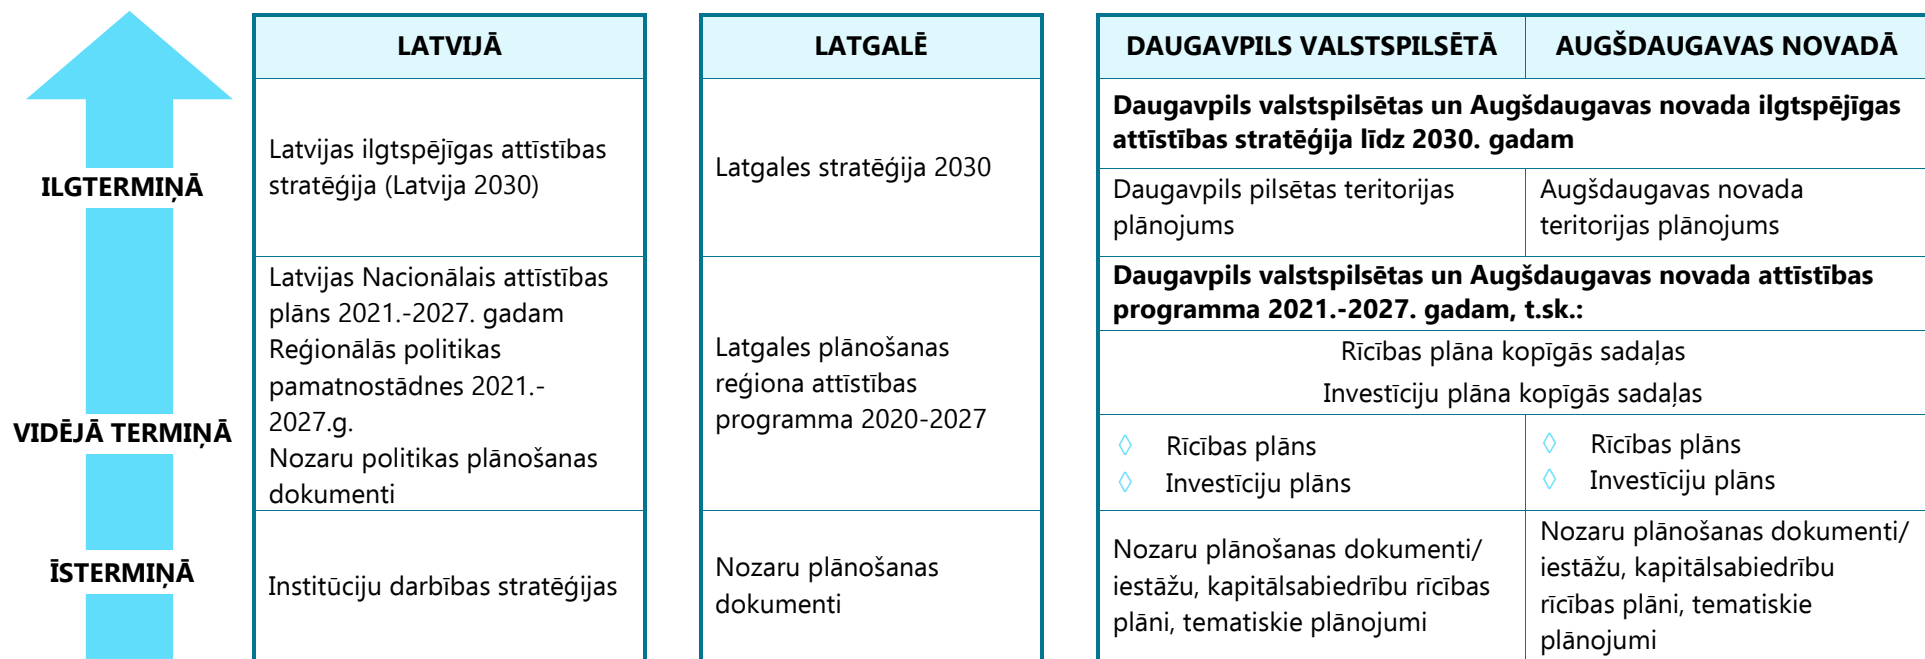 LATVIJĀ
LATGALĒ
DAUGAVPILS VALSTSPILSĒTĀ
AUGŠDAUGAVAS NOVADĀ
ILGTERMIŅĀ
Latvijas ilgtspējīgas attīstības
stratēģija (Latvija 2030)
Latgales stratēģija 2030
Daugavpils valstspilsētas un Augšdaugavas novada ilgtspējīgas
attīstības stratēģija līdz 2030. gadam
Daugavpils pilsētas teritorijas
plānojums
Augšdaugavas novada
teritorijas plānojums
VIDĒJĀ TERMIŅĀ
Latvijas Nacionālais attīstības
plāns 2021.-2027. gadam
Reģionālās politikas
pamatnostādnes 2021.-
2027.g.
Nozaru politikas plānošanas
dokumenti
Latgales plānošanas
reģiona attīstības
programma 2020-2027
Daugavpils valstspilsētas un Augšdaugavas novada attīstības
programma 2021.-2027. gadam, t.sk.:
Rīcības plāna kopīgās sadaļas
Investīciju plāna kopīgās sadaļas
◊ Rīcības plāns
◊ Investīciju plāns
◊ Rīcības plāns
◊ Investīciju plāns
ĪSTERMIŅĀ
Institūciju darbības stratēģijas
Nozaru plānošanas
dokumenti
Nozaru plānošanas dokumenti/
iestāžu, kapitālsabiedrību rīcības
plāni, tematiskie plānojumi
Nozaru plānošanas dokumenti/
iestāžu, kapitālsabiedrību
rīcības plāni, tematiskie
plānojumi